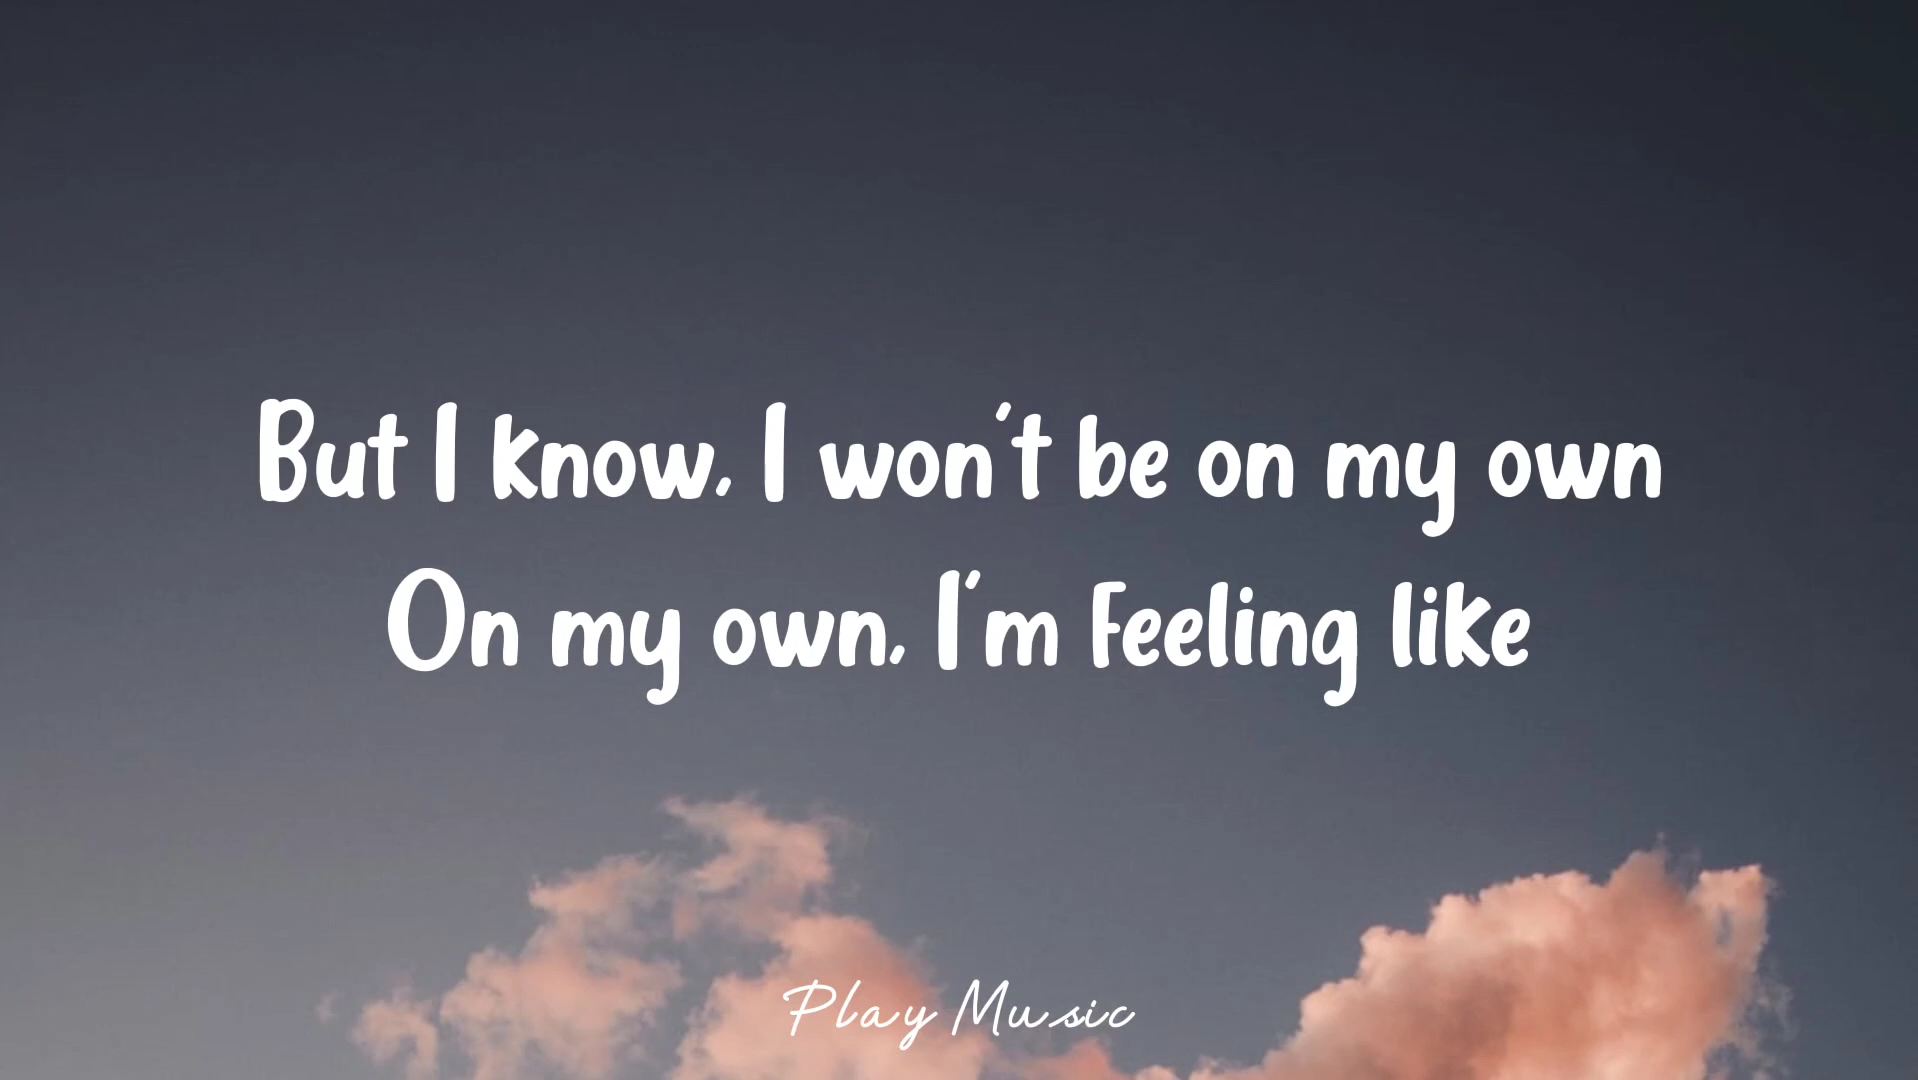 But I know, I won't be on my own
On my own, I'm feeling like
Play Music